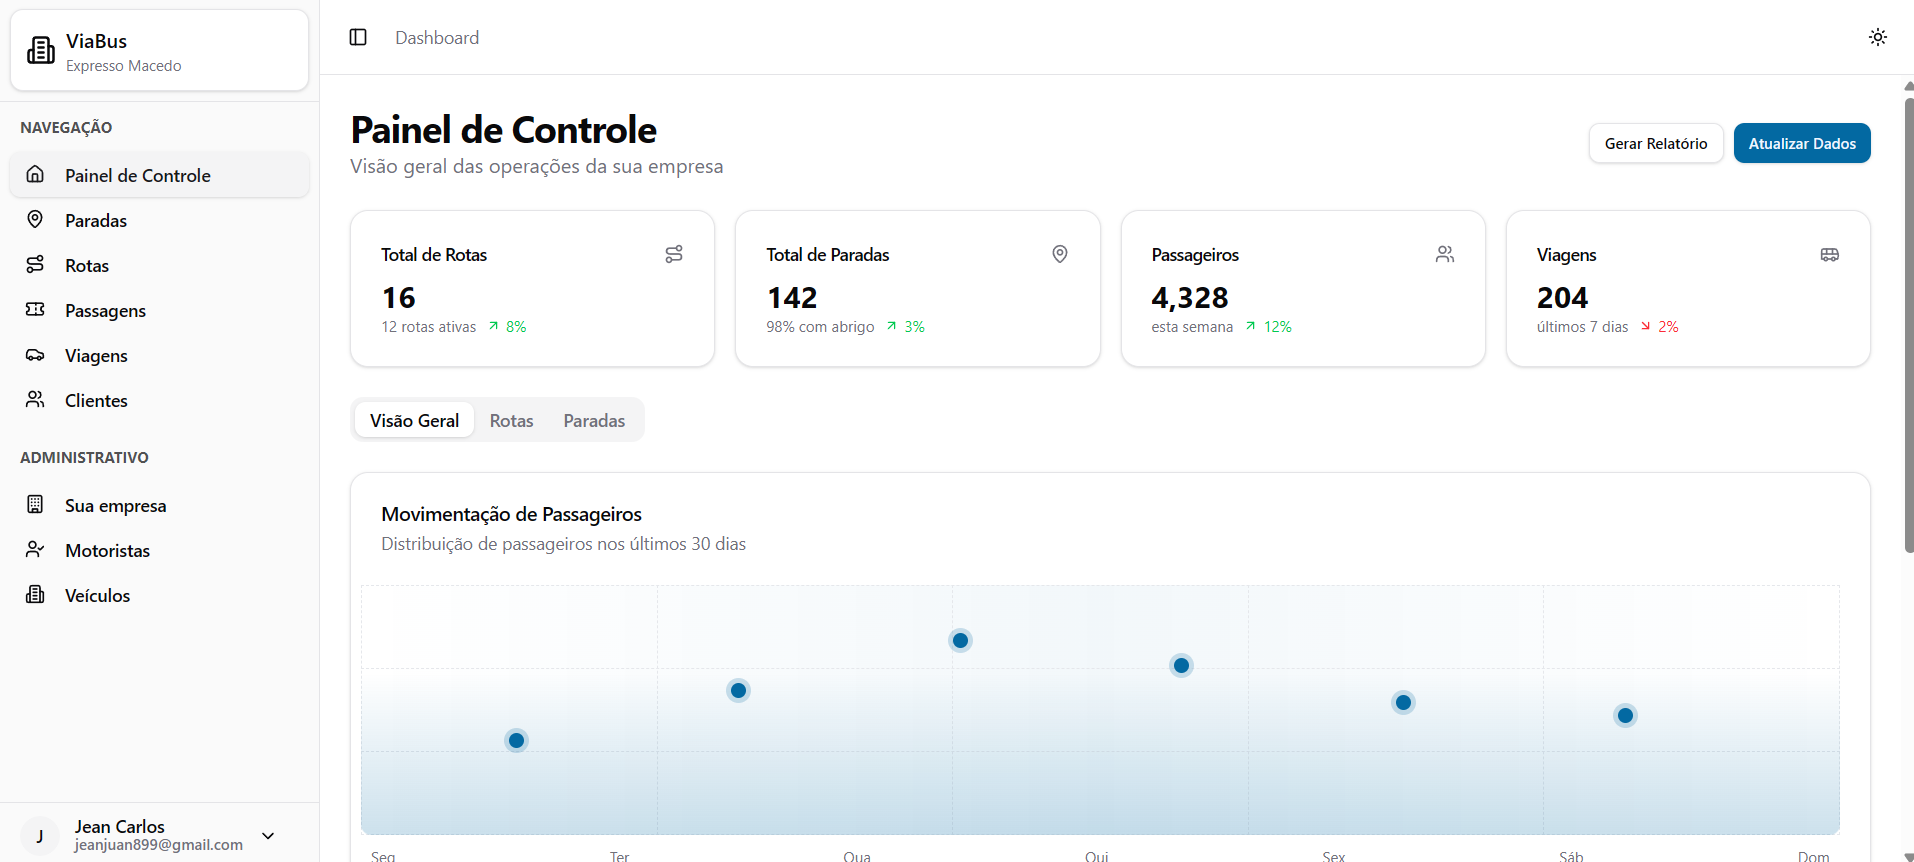 ViaBus
Expresso Macedo
NAVEGAÇÃO
Painel de Controle
Paradas
Rotas
Passagens
Viagens
Clientes
ADMINISTRATIVO
Sua empresa
Motoristas
Veículos
J
Jean Carlos
jeanjuan899@gmail.com
Dashboard
Painel de Controle
Visão geral das operações da sua empresa
Gerar Relatório
Atualizar Dados
Total de Rotas
16
12 rotas ativas 8%
Total de Paradas
142
98% com abrigo 3%
Passageiros
4,328
esta semana 12%
Viagens
204
últimos 7 dias 2%
Visão Geral Rotas Paradas
Movimentação de Passageiros
Distribuição de passageiros nos últimos 30 dias
Seg Ter Qua Qui Sex Sáb Dom